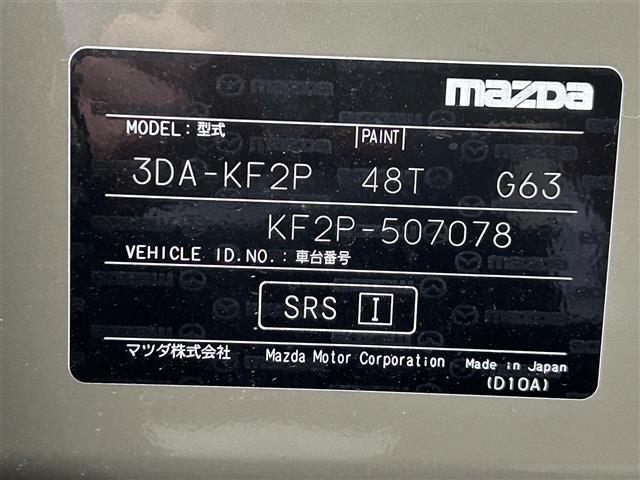 mazda
MODEL：型式 PAINT
3DA-KF2P 48T G63
KF2P-507078
VEHICLE ID.NO.：車台番号
SRS I
マツダ株式会社 Mazda Motor Corporation Made in Japan
(D10A)